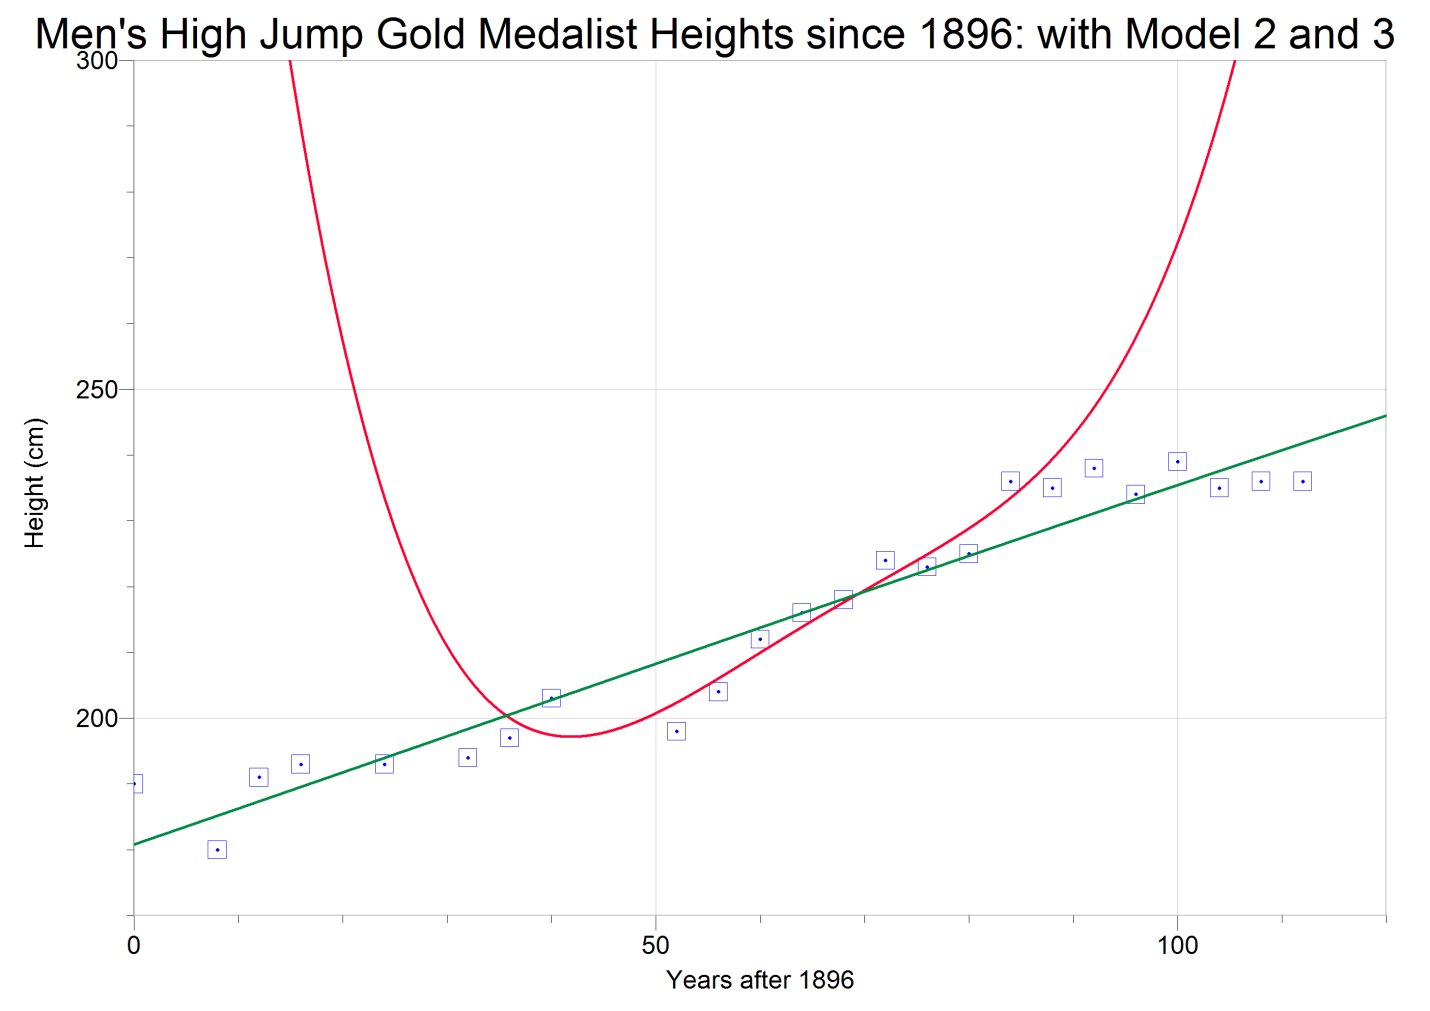 Men's High Jump Gold Medalist Heights since 1896: with Model 2 and 3
300
250
200
Height (cm)
0 50 100
Years after 1896